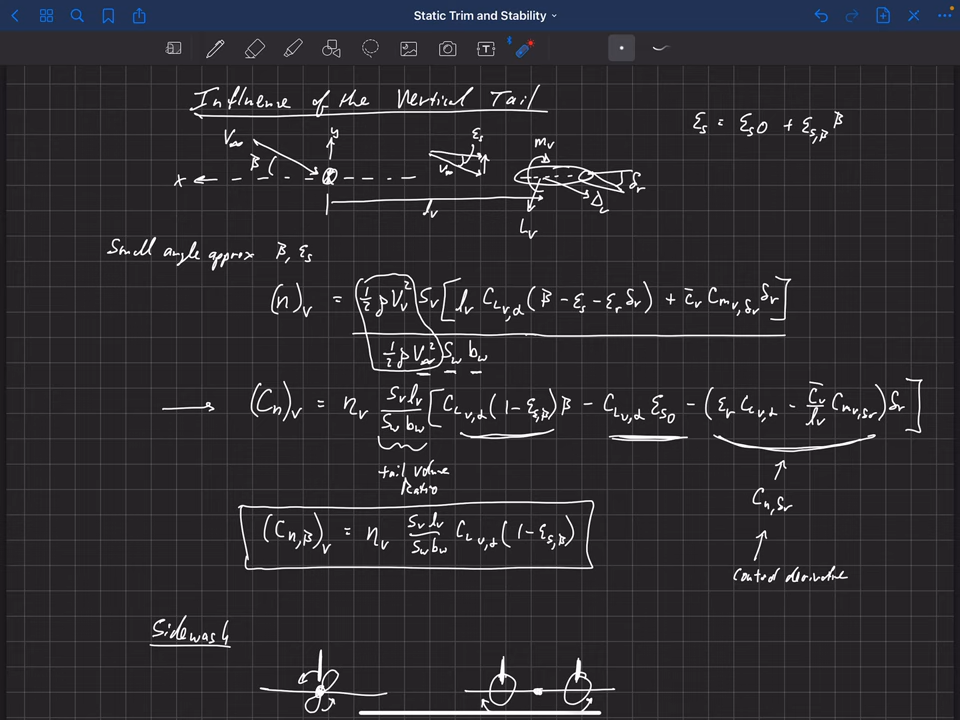 Static Trim and Stability
Influence of the Vertical Tail
ε_s = ε_s0 + ε_s,β β
V∞ β x y ε_s V∞ l_v m_v L_v D_v δ_r
Small angle approx β, ε_s
(n)_v = ½ρV_v² S_v [l_v C_Lv,α (β − ε_s − ε_r δ_r) + c̄_v C_mv,δr δ_r]
½ρV∞² S_w b_w
→ (C_n)_v = η_v S_v l_v / S_w b_w [C_Lv,α (1 − ε_s,β) β − C_Lv,α ε_s0 − (ε_r C_Lv,α − c̄_v / l_v C_mv,δr) δ_r]
tail volume
Ratio
C_n,δr
(C_n,β)_v = η_v S_v l_v / S_w b_w C_Lv,α (1 − ε_s,β)
control derivative
Sidewash